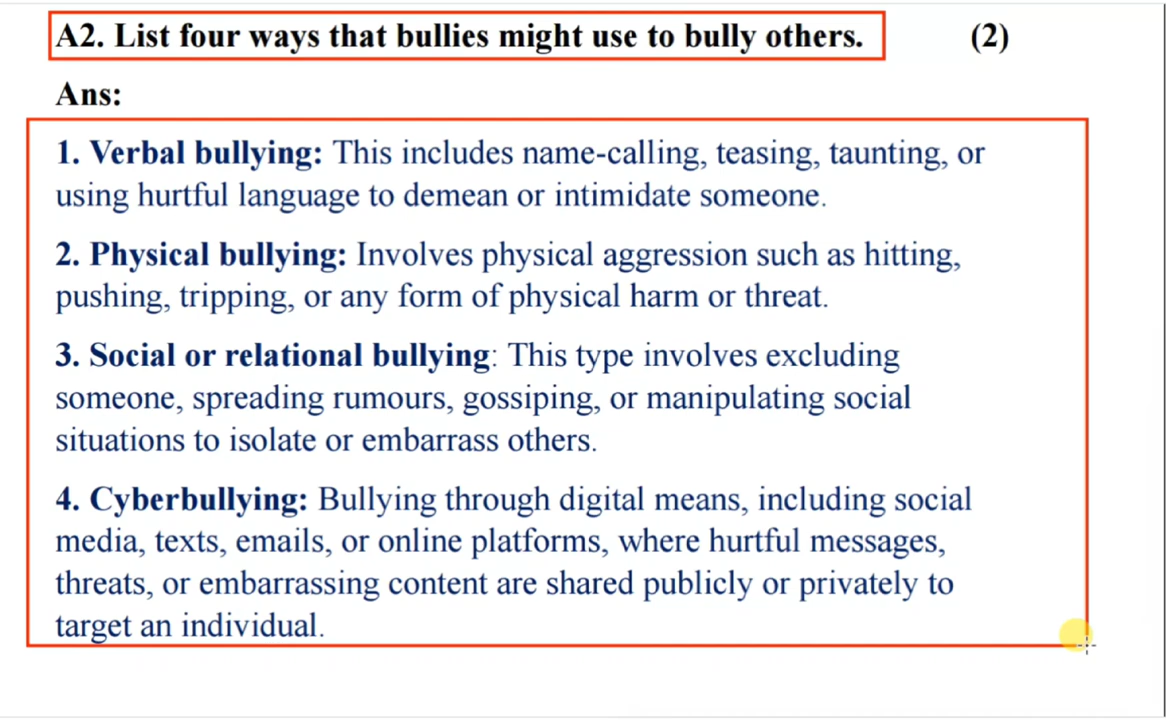 A2. List four ways that bullies might use to bully others. (2)
Ans:
1. Verbal bullying: This includes name-calling, teasing, taunting, or
using hurtful language to demean or intimidate someone.
2. Physical bullying: Involves physical aggression such as hitting,
pushing, tripping, or any form of physical harm or threat.
3. Social or relational bullying: This type involves excluding
someone, spreading rumours, gossiping, or manipulating social
situations to isolate or embarrass others.
4. Cyberbullying: Bullying through digital means, including social
media, texts, emails, or online platforms, where hurtful messages,
threats, or embarrassing content are shared publicly or privately to
target an individual.